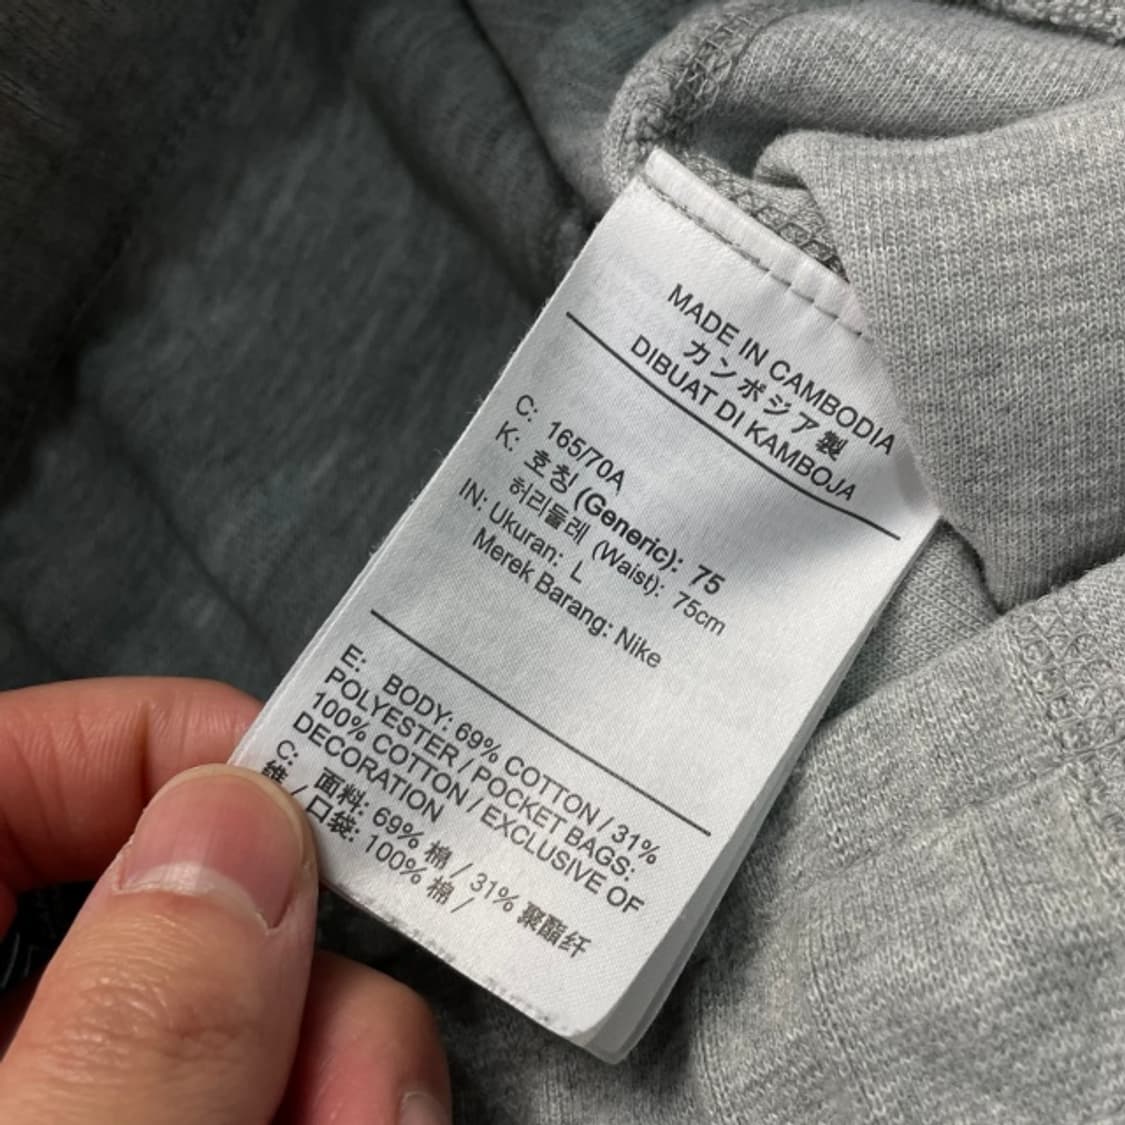 MADE IN CAMBODIA
カンボジア製
DIBUAT DI KAMBOJA
C: 165/70A
K: 호칭 (Generic): 75
허리둘레 (Waist): 75cm
IN: Ukuran: L
Merek Barang: Nike
E: BODY: 69% COTTON / 31%
POLYESTER / POCKET BAGS:
100% COTTON / EXCLUSIVE OF
DECORATION
C: 面料: 69% 棉 / 31% 聚酯纤
维 / 口袋: 100% 棉 /